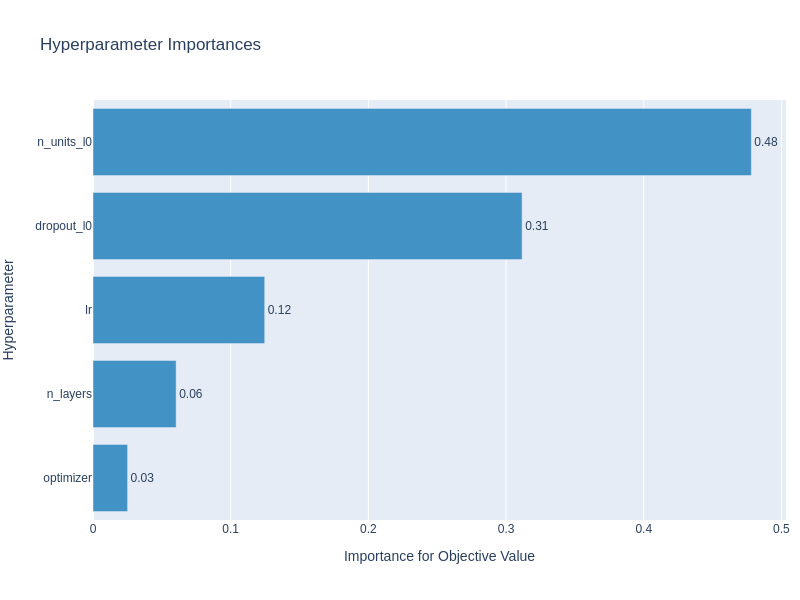 Hyperparameter Importances
Hyperparameter
n_units_l0 0.48
dropout_l0 0.31
lr 0.12
n_layers 0.06
optimizer 0.03
0 0.1 0.2 0.3 0.4 0.5
Importance for Objective Value